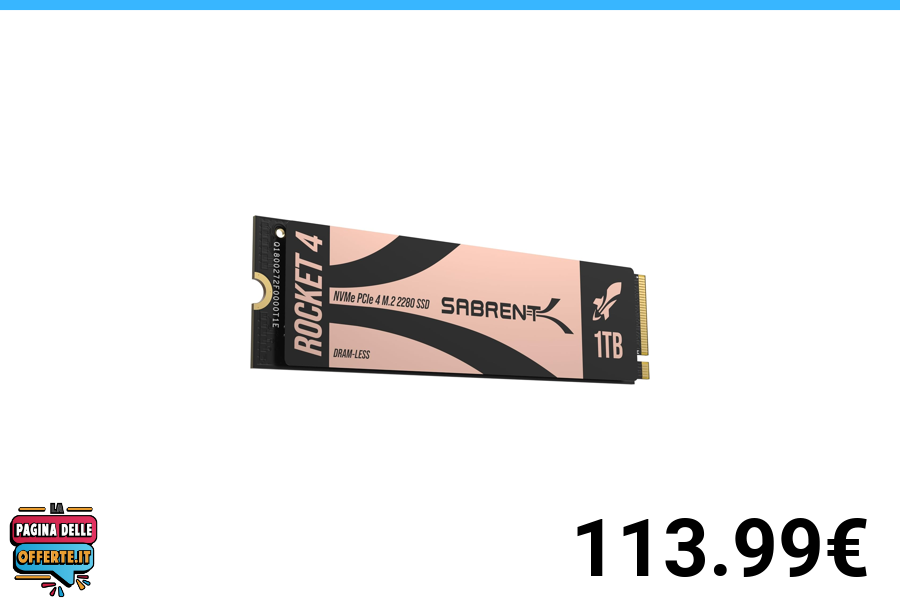 ROCKET 4
Q1800272F0000T1E
NVMe PCIe 4 M.2 2280 SSD
DRAM-LESS
SABRENT
1TB
LA
PAGINA DELLE
OFFERTE.IT
113.99€